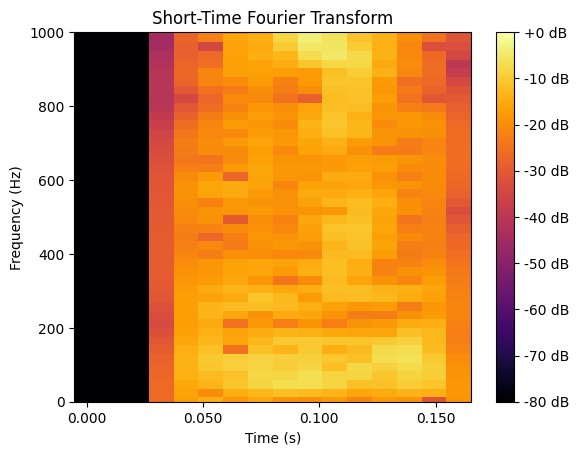 Short-Time Fourier Transform
1000
800
600
400
200
0
Frequency (Hz)
0.000
0.050
0.100
0.150
Time (s)
+0 dB
-10 dB
-20 dB
-30 dB
-40 dB
-50 dB
-60 dB
-70 dB
-80 dB